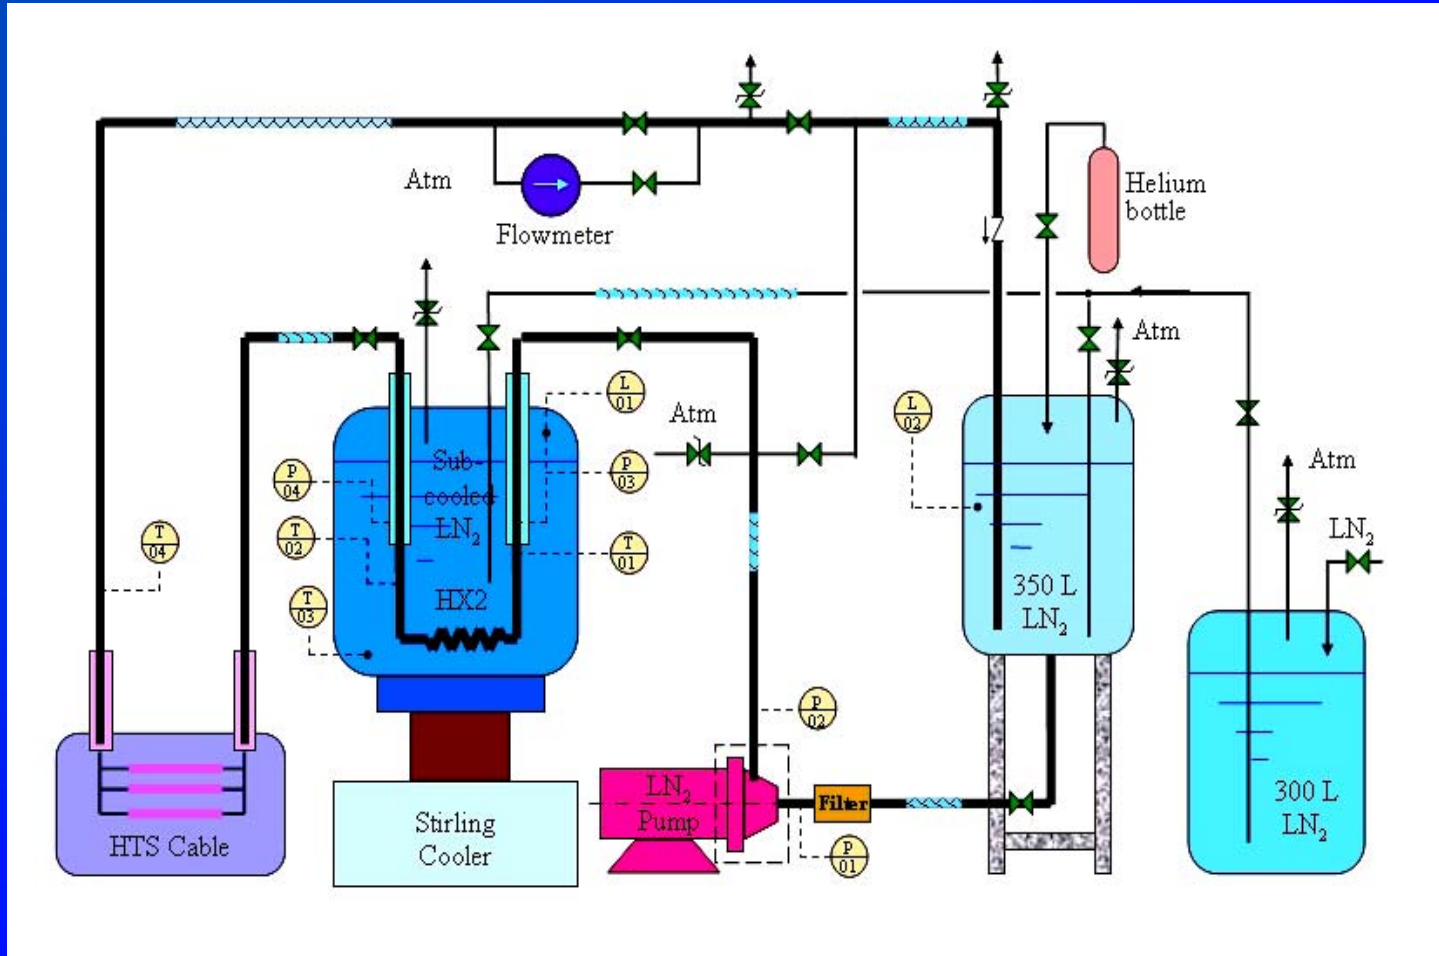 Atm
Flowmeter
Helium
bottle
Atm
L
01
Atm
L
02
Sub-
cooled
LN₂
P
04
P
03
Atm
T
04
T
02
T
01
LN₂
HX2
T
03
350 L
LN₂
P
02
LN₂
Pump
Filter
300 L
LN₂
Stirling
Cooler
HTS Cable
P
01